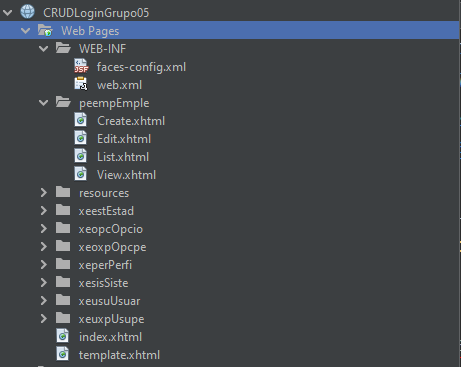 CRUDLoginGrupo05
Web Pages
WEB-INF
faces-config.xml
web.xml
peempEmple
Create.xhtml
Edit.xhtml
List.xhtml
View.xhtml
resources
xeestEstad
xeopcOpcio
xeoxpOpcpe
xeperPerfi
xesisSiste
xeusuUsuar
xeuxpUsupe
index.xhtml
template.xhtml